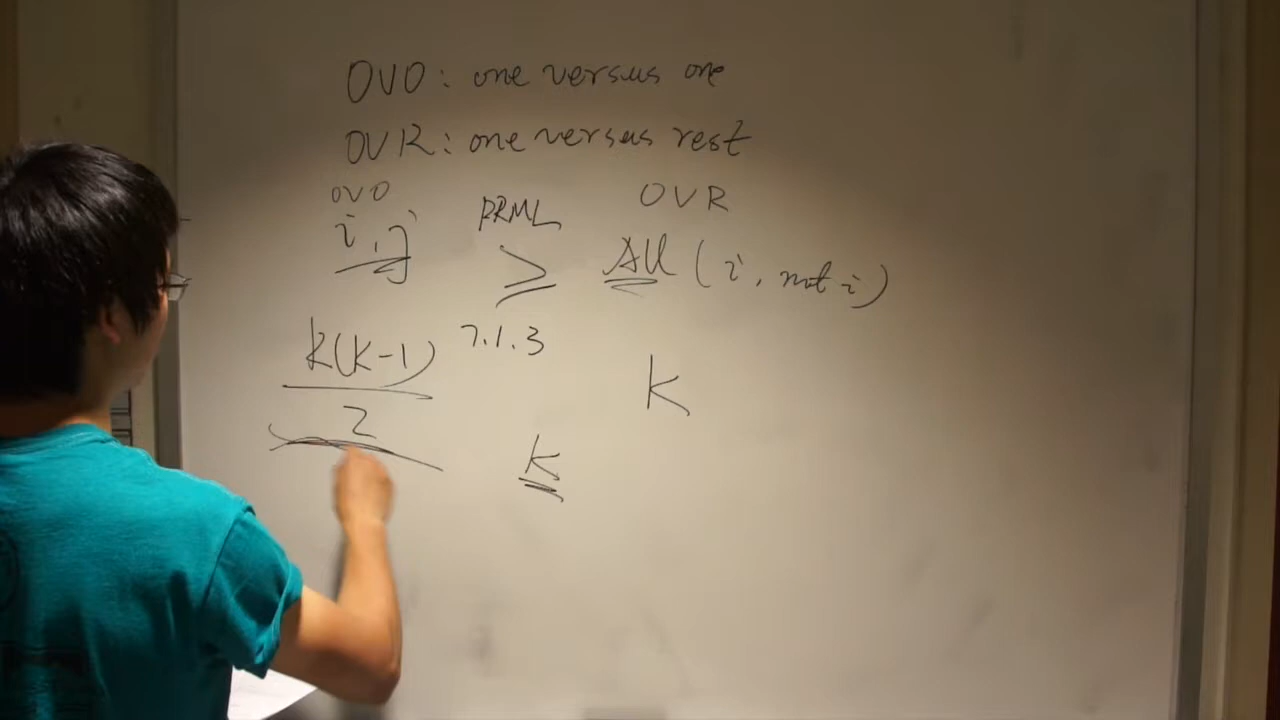 OVO: one versus one
OVR: one versus rest
OVO PRML OVR
i, j ≥ All (i, not i)
K(K-1) 7.1.3 K
2
K